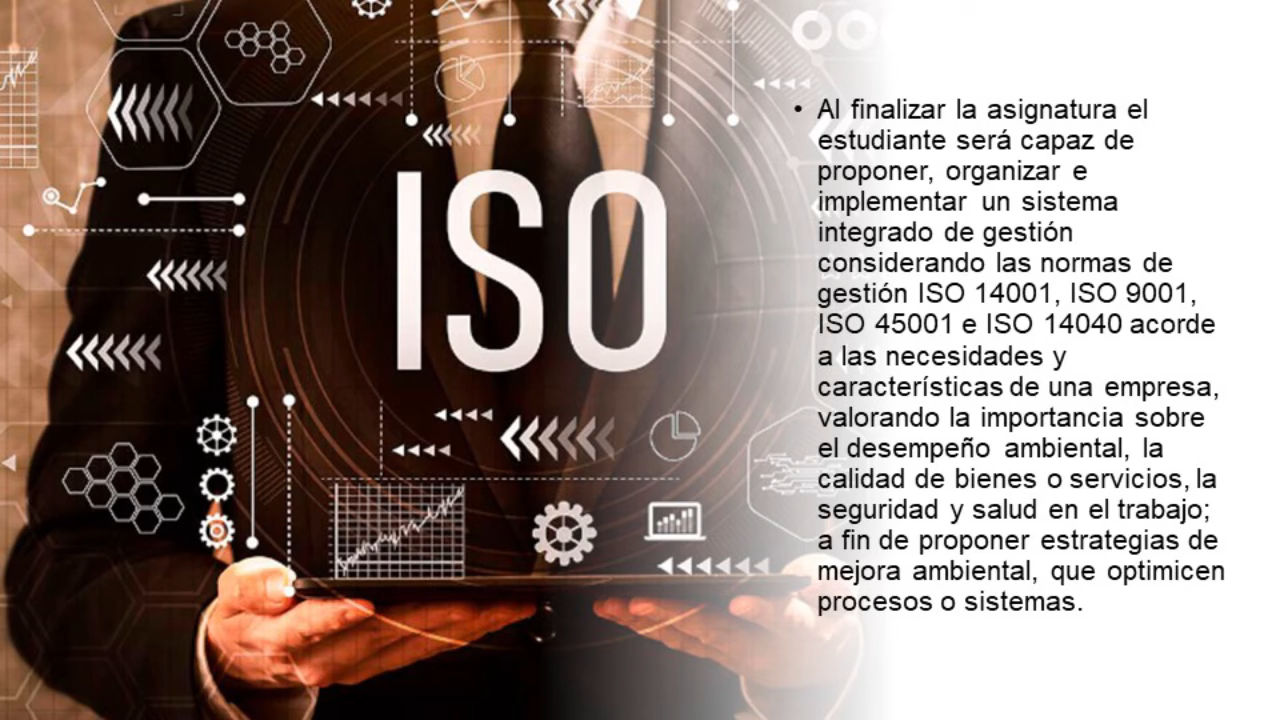 ISO
• Al finalizar la asignatura el
estudiante será capaz de
proponer, organizar e
implementar un sistema
integrado de gestión
considerando las normas de
gestión ISO 14001, ISO 9001,
ISO 45001 e ISO 14040 acorde
a las necesidades y
características de una empresa,
valorando la importancia sobre
el desempeño ambiental, la
calidad de bienes o servicios, la
seguridad y salud en el trabajo;
a fin de proponer estrategias de
mejora ambiental, que optimicen
procesos o sistemas.